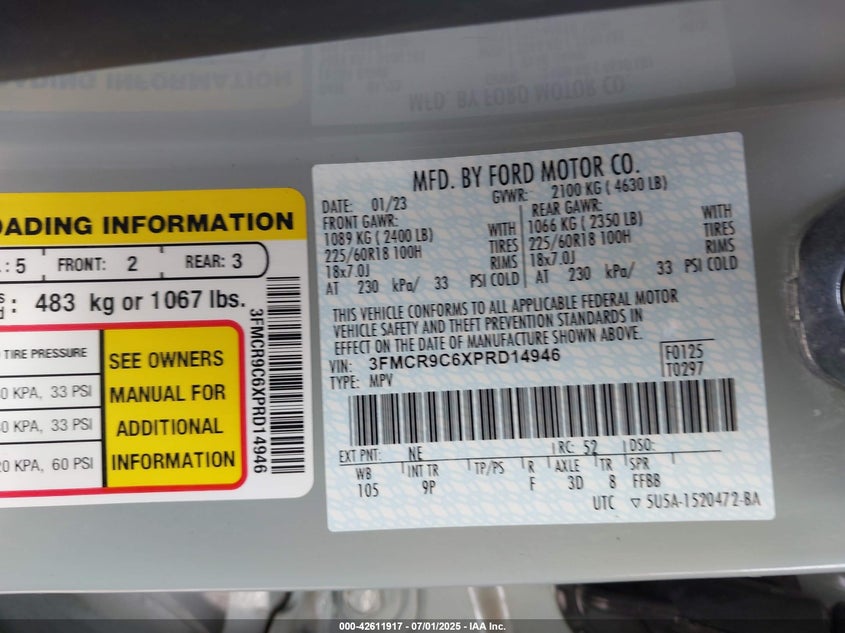 MFD. BY FORD MOTOR CO.
OADING INFORMATION
: 5 FRONT: 2 REAR: 3
: 483 kg or 1067 lbs.
TIRE PRESSURE
0 KPA, 33 PSI
0 KPA, 33 PSI
20 KPA, 60 PSI
SEE OWNERS
MANUAL FOR
ADDITIONAL
INFORMATION
3FMCR9C6XPRD14946
MFD. BY FORD MOTOR CO.
DATE: 01/23 GVWR: 2100 KG ( 4630 LB)
FRONT GAWR: REAR GAWR:
1089 KG ( 2400 LB) WITH 1066 KG ( 2350 LB) WITH
225/60R18 100H TIRES 225/60R18 100H TIRES
18x7.0J RIMS 18x7.0J RIMS
AT 230 kPa/ 33 PSI COLD AT 230 kPa/ 33 PSI COLD
THIS VEHICLE CONFORMS TO ALL APPLICABLE FEDERAL MOTOR
VEHICLE SAFETY AND THEFT PREVENTION STANDARDS IN
EFFECT ON THE DATE OF MANUFACTURE SHOWN ABOVE.
VIN: 3FMCR9C6XPRD14946 F0125
TYPE: MPV T0297
EXT PNT: NE RC: 52 DSO:
WB INT TR TP/PS R AXLE TR SPR
105 9P F 3D 8 FFBB
UTC ▽ 5U5A-1520472-BA
000-42611917 - 07/01/2025 - IAA Inc.